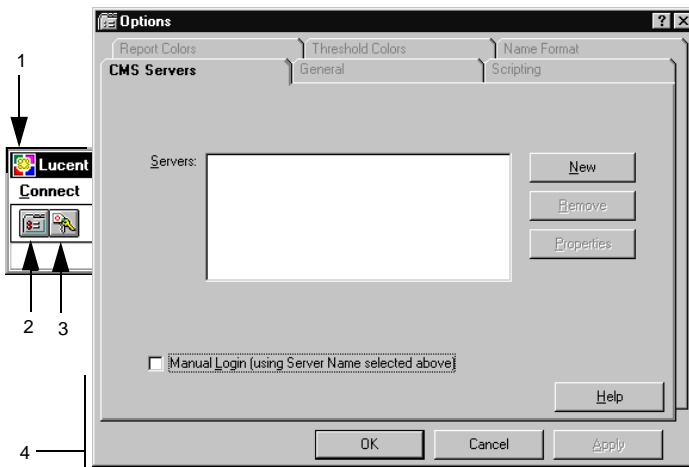 Options
Report Colors
Threshold Colors
Name Format
CMS Servers
General
Scripting
1
Lucent
Connect
Servers:
New
Remove
Properties
2
3
Manual Login (using Server Name selected above)
Help
4
OK
Cancel
Apply